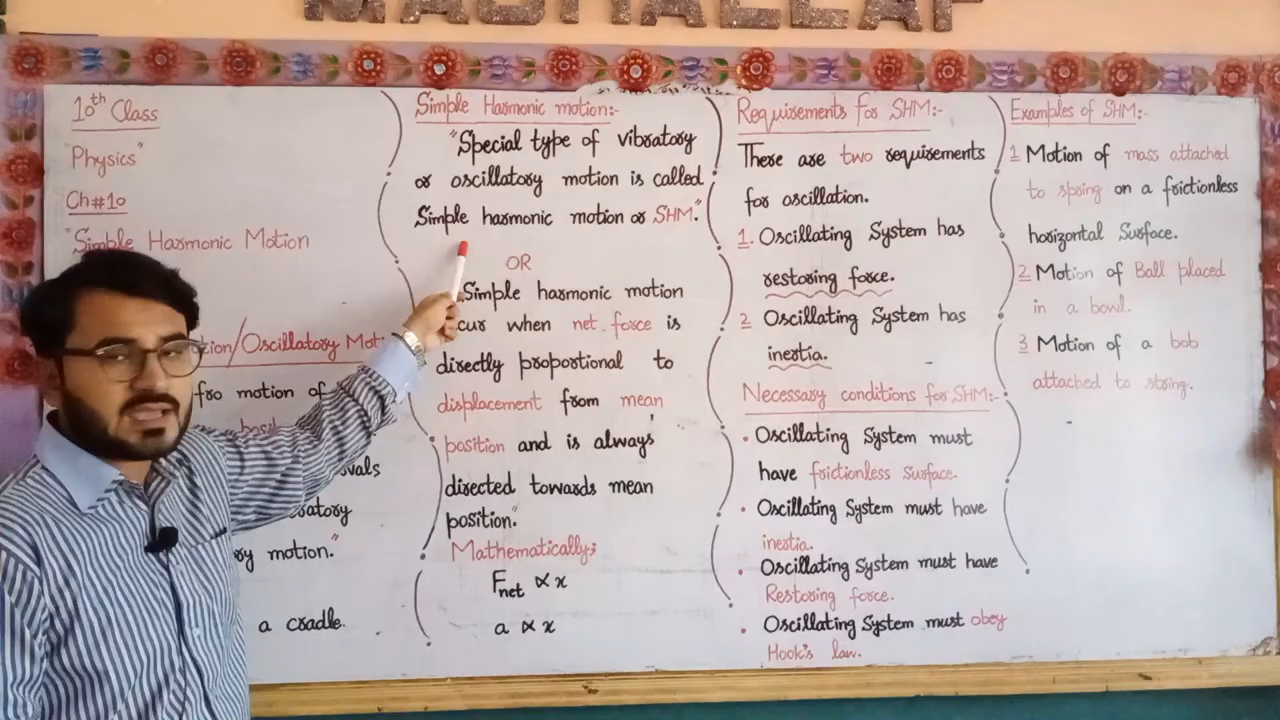 MASHALLAH
10th Class
"Physics"
Ch#10
"Simple Harmonic Motion
/Oscillatory Mot
fro motion of
a cradle.
Simple Harmonic motion:-
"Special type of vibratory
or oscillatory motion is called
Simple harmonic motion or SHM."
OR
Simple harmonic motion
cur when net force is
directly proportional to
displacement from mean
position and is always
directed towards mean
position."
Mathematically;
Fnet ∝ x
a ∝ x
Requirements for SHM:-
There are two requirements
for oscillation.
1. Oscillating System has
restoring force.
2 Oscillating System has
inertia.
Necessary conditions for SHM:-
• Oscillating System must
have frictionless surface.
• Oscillating System must have
inertia.
• Oscillating System must have
Restoring force.
• Oscillating System must obey
Hook's law.
Examples of SHM:-
1 Motion of mass attached
to spring on a frictionless
horizontal Surface.
2 Motion of Ball placed
in a bowl.
3 Motion of a bob
attached to string.